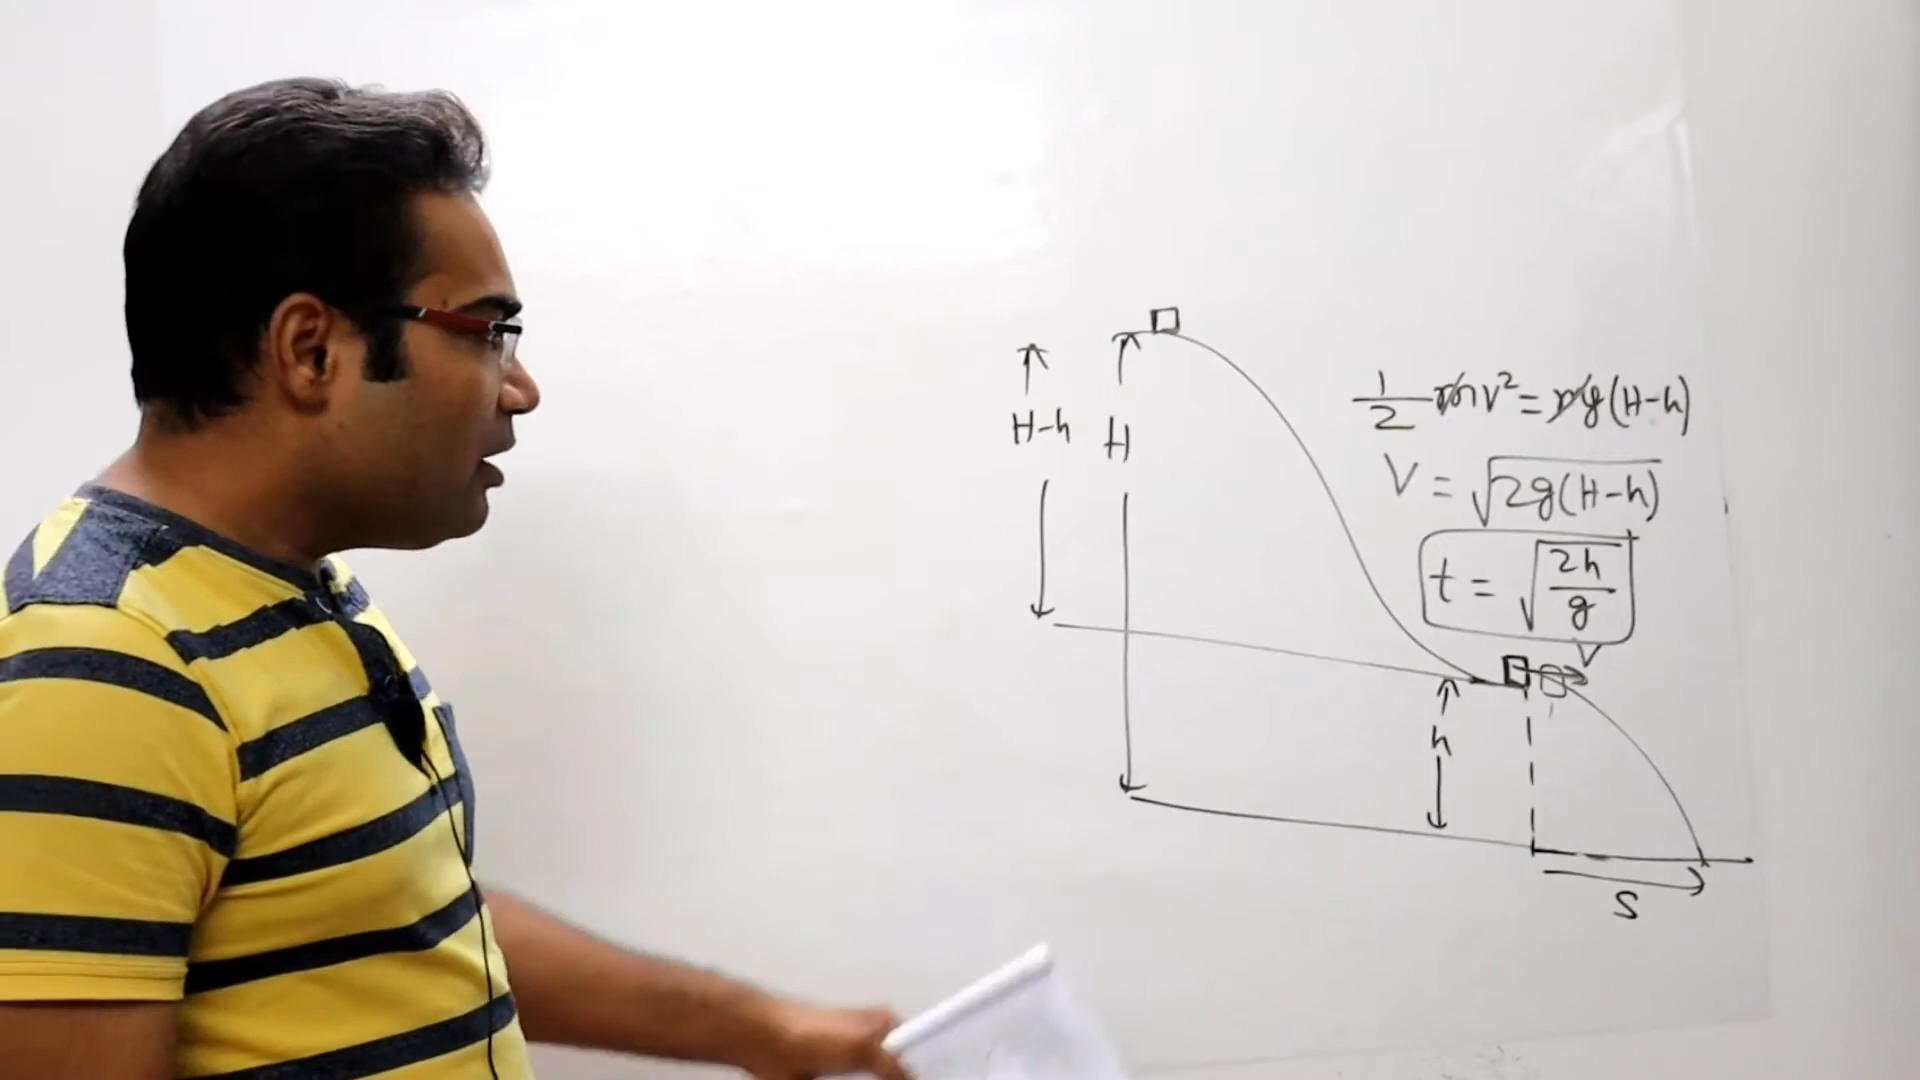 H-h
H
1/2 mv²=mg(H-h)
V = √2g(H-h)
t = √2h/g
V
h
S